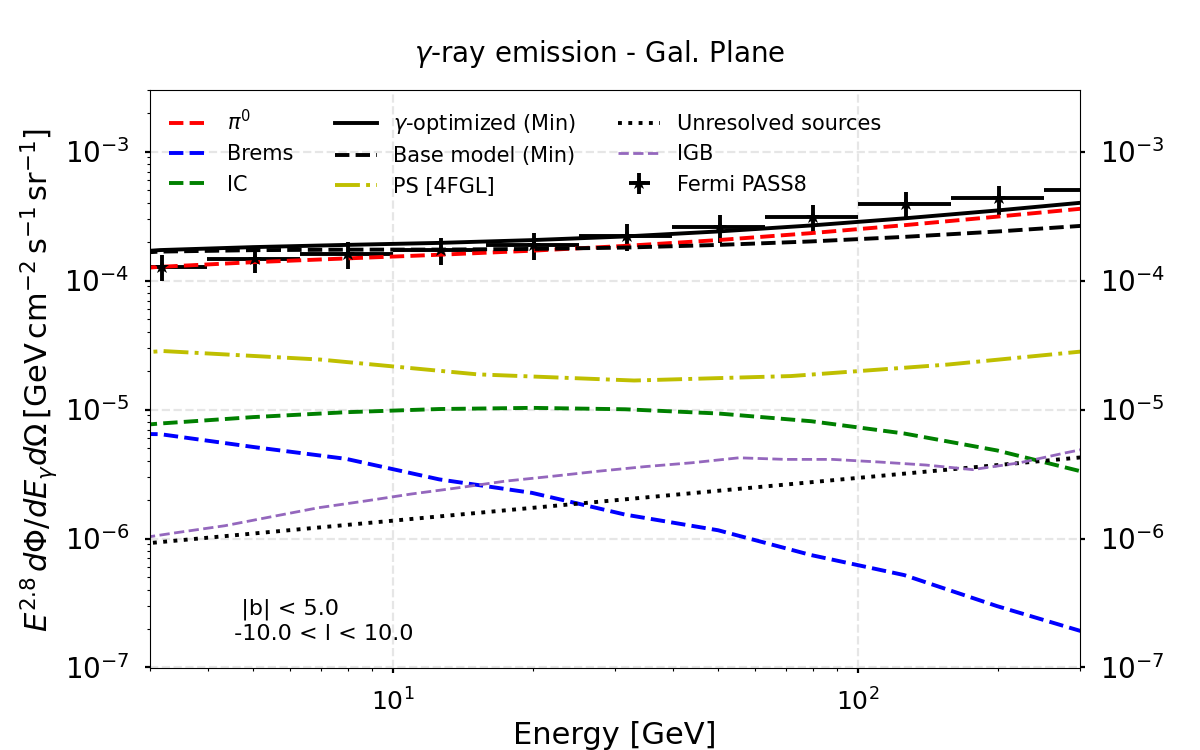 γ-ray emission - Gal. Plane
π⁰
Brems
IC
γ-optimized (Min)
Base model (Min)
PS [4FGL]
Unresolved sources
IGB
Fermi PASS8
10⁻³
10⁻⁴
10⁻⁵
10⁻⁶
10⁻⁷
10⁻³
10⁻⁴
10⁻⁵
10⁻⁶
10⁻⁷
E²·⁸ dΦ/dE_γdΩ [GeV cm⁻² s⁻¹ sr⁻¹]
|b| < 5.0
-10.0 < l < 10.0
10¹
10²
Energy [GeV]